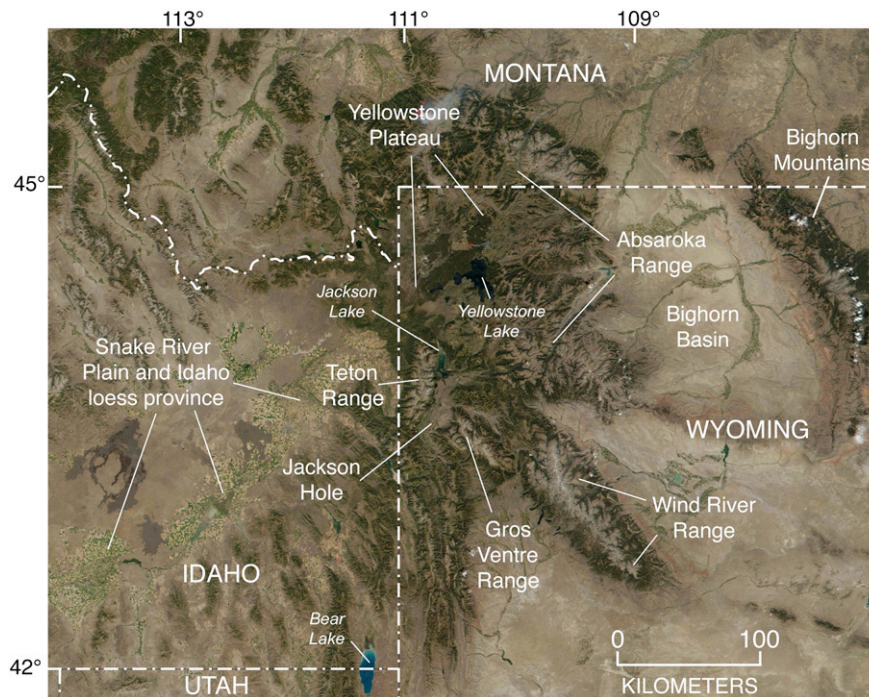 113°
111°
109°
MONTANA
Yellowstone
Plateau
Bighorn
Mountains
45°
Absaroka
Range
Jackson
Lake
Yellowstone
Lake
Bighorn
Basin
Snake River
Plain and Idaho
loess province
Teton
Range
WYOMING
Jackson
Hole
Wind River
Range
Gros
Ventre
Range
IDAHO
Bear
Lake
0
100
KILOMETERS
42°
UTAH